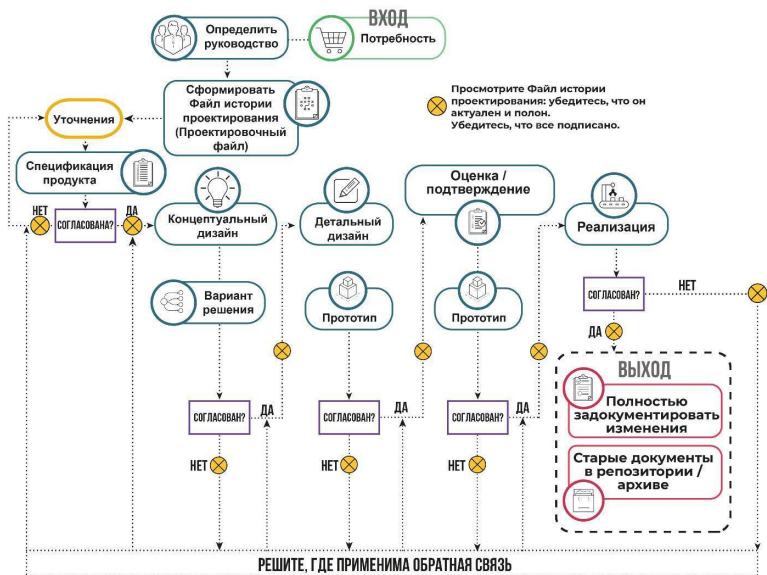 ВХОД
Определить
руководство
Потребность
Сформировать
Файл истории
проектирования
(Проектировочный
файл)
Просмотрите Файл истории
проектирования: убедитесь, что он
актуален и полон.
Убедитесь, что все подписано.
Уточнения
Спецификация
продукта
НЕТ
СОГЛАСОВАНА?
ДА
Концептуальный
дизайн
Детальный
дизайн
Оценка /
подтверждение
Реализация
Вариант
решения
Прототип
Прототип
СОГЛАСОВАН?
НЕТ
ДА
СОГЛАСОВАН?
ДА
НЕТ
СОГЛАСОВАН?
ДА
НЕТ
СОГЛАСОВАН?
ДА
НЕТ
ВЫХОД
Полностью
задокументировать
изменения
Старые документы
в репозитории /
архиве
РЕШИТЕ, ГДЕ ПРИМЕНИМА ОБРАТНАЯ СВЯЗЬ